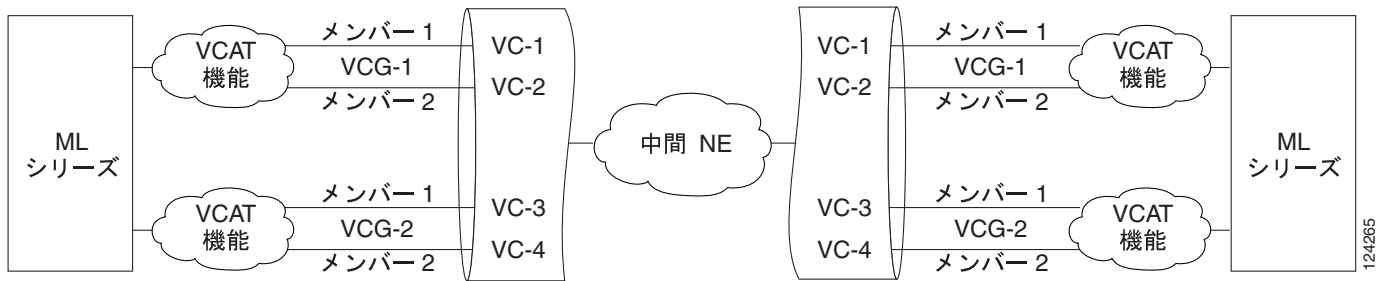 ML
シリーズ
VCAT
機能
メンバー 1
VCG-1
メンバー 2
VCAT
機能
メンバー 1
VCG-2
メンバー 2
VC-1
VC-2
VC-3
VC-4
中間 NE
VC-1
VC-2
VC-3
VC-4
メンバー 1
VCG-1
メンバー 2
VCAT
機能
メンバー 1
VCG-2
メンバー 2
VCAT
機能
ML
シリーズ
124265